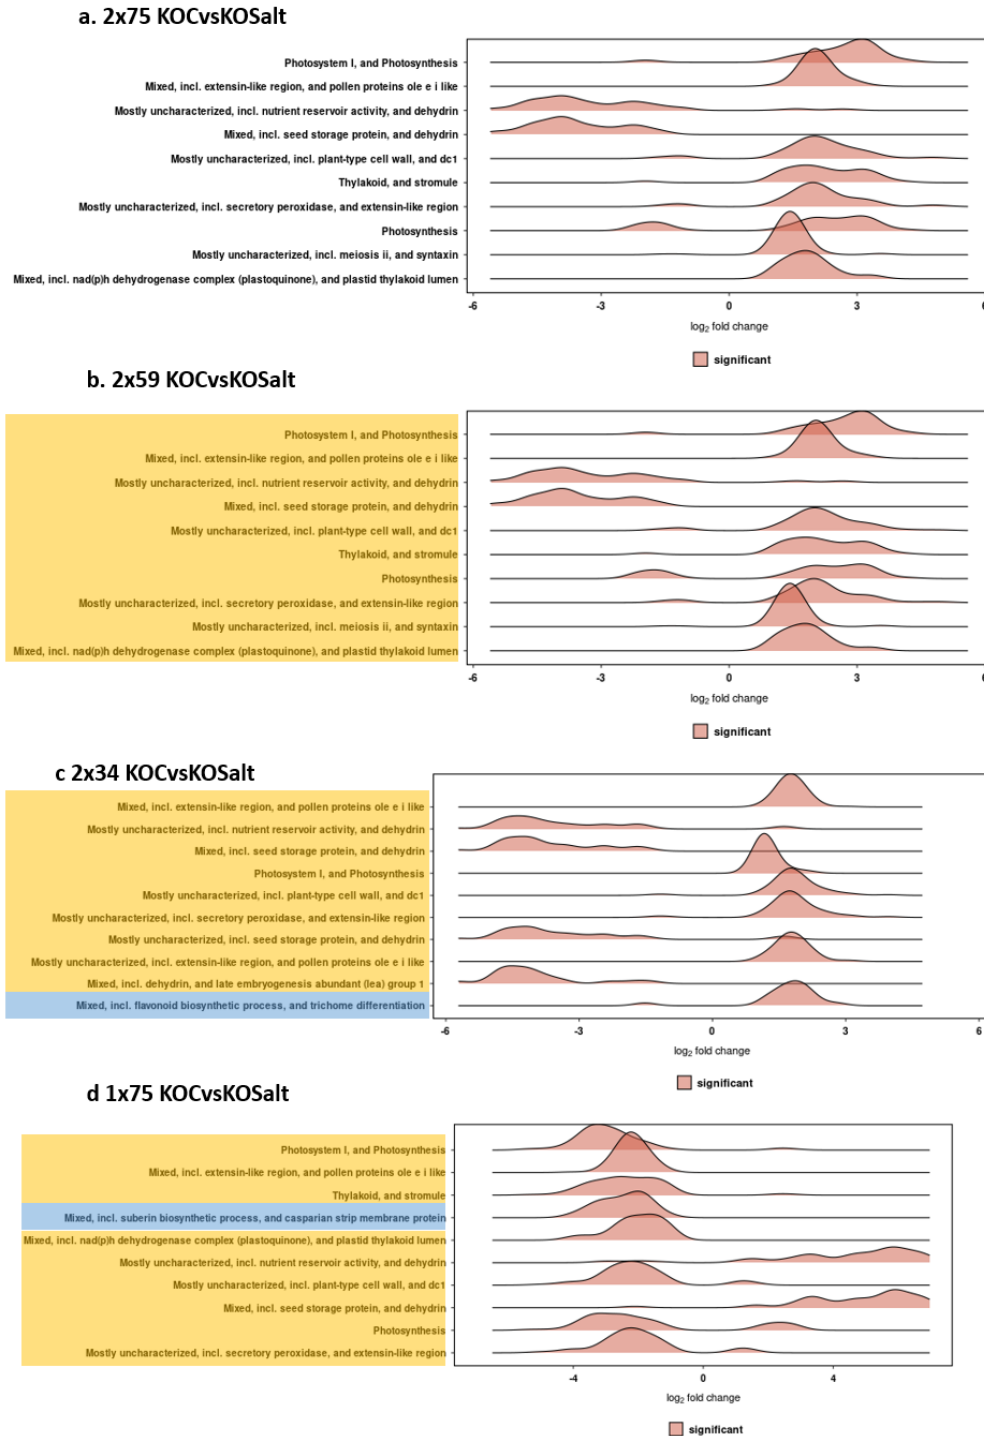 a. 2x75 KOCvsKOSalt
Photosystem I, and Photosynthesis
Mixed, incl. extensin-like region, and pollen proteins ole e i like
Mostly uncharacterized, incl. nutrient reservoir activity, and dehydrin
Mixed, incl. seed storage protein, and dehydrin
Mostly uncharacterized, incl. plant-type cell wall, and dc1
Thylakoid, and stromule
Mostly uncharacterized, incl. secretory peroxidase, and extensin-like region
Photosynthesis
Mostly uncharacterized, incl. meiosis ii, and syntaxin
Mixed, incl. nad(p)h dehydrogenase complex (plastoquinone), and plastid thylakoid lumen
-6 -3 0 3 6
log2 fold change
significant
b. 2x59 KOCvsKOSalt
Photosystem I, and Photosynthesis
Mixed, incl. extensin-like region, and pollen proteins ole e i like
Mostly uncharacterized, incl. nutrient reservoir activity, and dehydrin
Mixed, incl. seed storage protein, and dehydrin
Mostly uncharacterized, incl. plant-type cell wall, and dc1
Thylakoid, and stromule
Photosynthesis
Mostly uncharacterized, incl. secretory peroxidase, and extensin-like region
Mostly uncharacterized, incl. meiosis ii, and syntaxin
Mixed, incl. nad(p)h dehydrogenase complex (plastoquinone), and plastid thylakoid lumen
-6 -3 0 3 6
log2 fold change
significant
c 2x34 KOCvsKOSalt
Mixed, incl. extensin-like region, and pollen proteins ole e i like
Mostly uncharacterized, incl. nutrient reservoir activity, and dehydrin
Mixed, incl. seed storage protein, and dehydrin
Photosystem I, and Photosynthesis
Mostly uncharacterized, incl. plant-type cell wall, and dc1
Mostly uncharacterized, incl. secretory peroxidase, and extensin-like region
Mostly uncharacterized, incl. seed storage protein, and dehydrin
Mostly uncharacterized, incl. extensin-like region, and pollen proteins ole e i like
Mixed, incl. dehydrin, and late embryogenesis abundant (lea) group 1
Mixed, incl. flavonoid biosynthetic process, and trichome differentiation
-6 -3 0 3 6
log2 fold change
significant
d 1x75 KOCvsKOSalt
Photosystem I, and Photosynthesis
Mixed, incl. extensin-like region, and pollen proteins ole e i like
Thylakoid, and stromule
Mixed, incl. suberin biosynthetic process, and casparian strip membrane protein
Mixed, incl. nad(p)h dehydrogenase complex (plastoquinone), and plastid thylakoid lumen
Mostly uncharacterized, incl. nutrient reservoir activity, and dehydrin
Mostly uncharacterized, incl. plant-type cell wall, and dc1
Mixed, incl. seed storage protein, and dehydrin
Photosynthesis
Mostly uncharacterized, incl. secretory peroxidase, and extensin-like region
-4 0 4
log2 fold change
significant